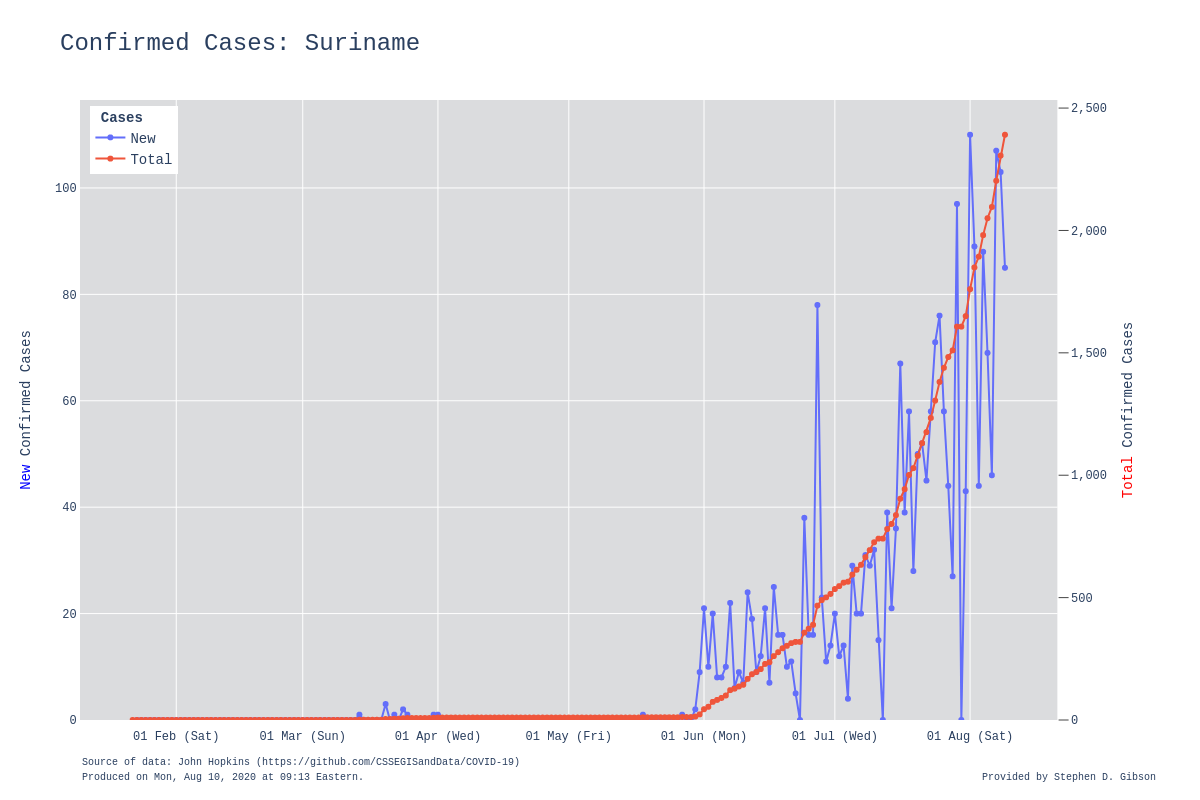 Confirmed Cases: Suriname
Cases
New
Total
100
80
60
40
20
0
2,500
2,000
1,500
1,000
500
0
New Confirmed Cases
Total Confirmed Cases
01 Feb (Sat)
01 Mar (Sun)
01 Apr (Wed)
01 May (Fri)
01 Jun (Mon)
01 Jul (Wed)
01 Aug (Sat)
Source of data: John Hopkins (https://github.com/CSSEGISandData/COVID-19)
Produced on Mon, Aug 10, 2020 at 09:13 Eastern.
Provided by Stephen D. Gibson